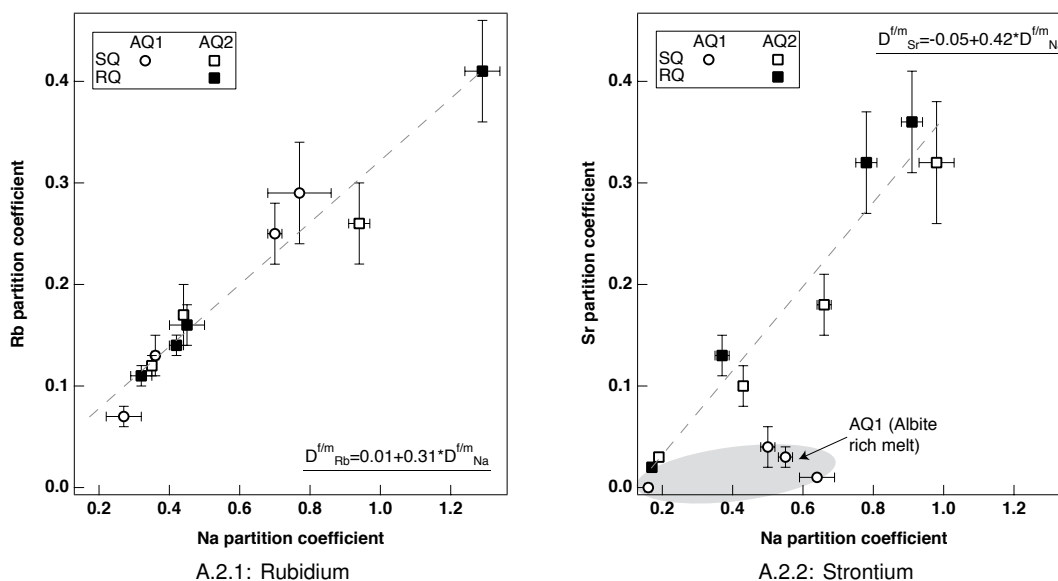 AQ1 AQ2
SQ
RQ
0.4
0.3
0.2
0.1
0.0
Rb partition coefficient
D^{f/m}_{Rb}=0.01+0.31*D^{f/m}_{Na}
0.2 0.4 0.6 0.8 1.0 1.2
Na partition coefficient
A.2.1: Rubidium
D^{f/m}_{Sr}=-0.05+0.42*D^{f/m}_{N
AQ1 AQ2
SQ
RQ
0.4
0.3
0.2
0.1
0.0
Sr partition coefficient
AQ1 (Albite
rich melt)
0.2 0.4 0.6 0.8 1.0 1.2
Na partition coefficient
A.2.2: Strontium